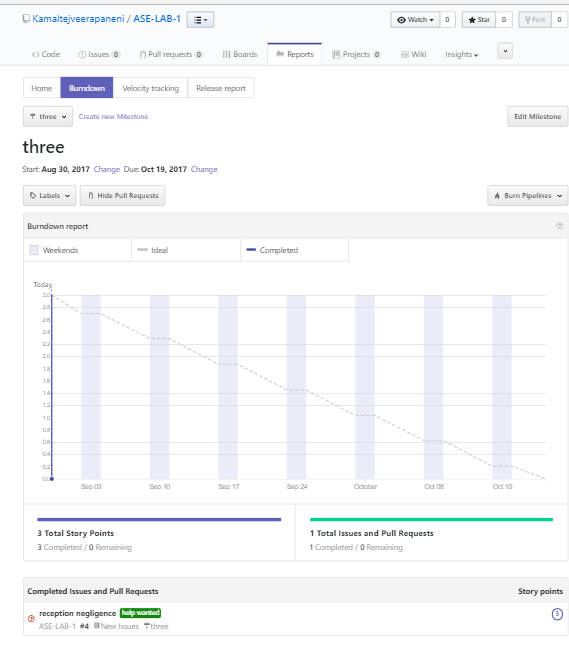 Kamaltejveerapaneni / ASE-LAB-1
Watch 0 Star 0 Fork 0
Code Issues 0 Pull requests 0 Boards Reports Projects 0 Wiki Insights
Home Burndown Velocity tracking Release report
three Create new Milestone Edit Milestone
three
Start: Aug 30, 2017 Change Due: Oct 19, 2017 Change
Labels Hide Pull Requests Burn Pipelines
Burndown report
Weekends Ideal Completed
Today
3.0
2.8
2.6
2.4
2.2
2.0
1.8
1.6
1.4
1.2
1.0
0.8
0.6
0.4
0.2
0.0
Sep 03 Sep 10 Sep 17 Sep 24 October Oct 08 Oct 15
3 Total Story Points
3 Completed / 0 Remaining
1 Total Issues and Pull Requests
1 Completed / 0 Remaining
Completed Issues and Pull Requests Story points
reception negligence help wanted 3
ASE-LAB-1 #4 New Issues three